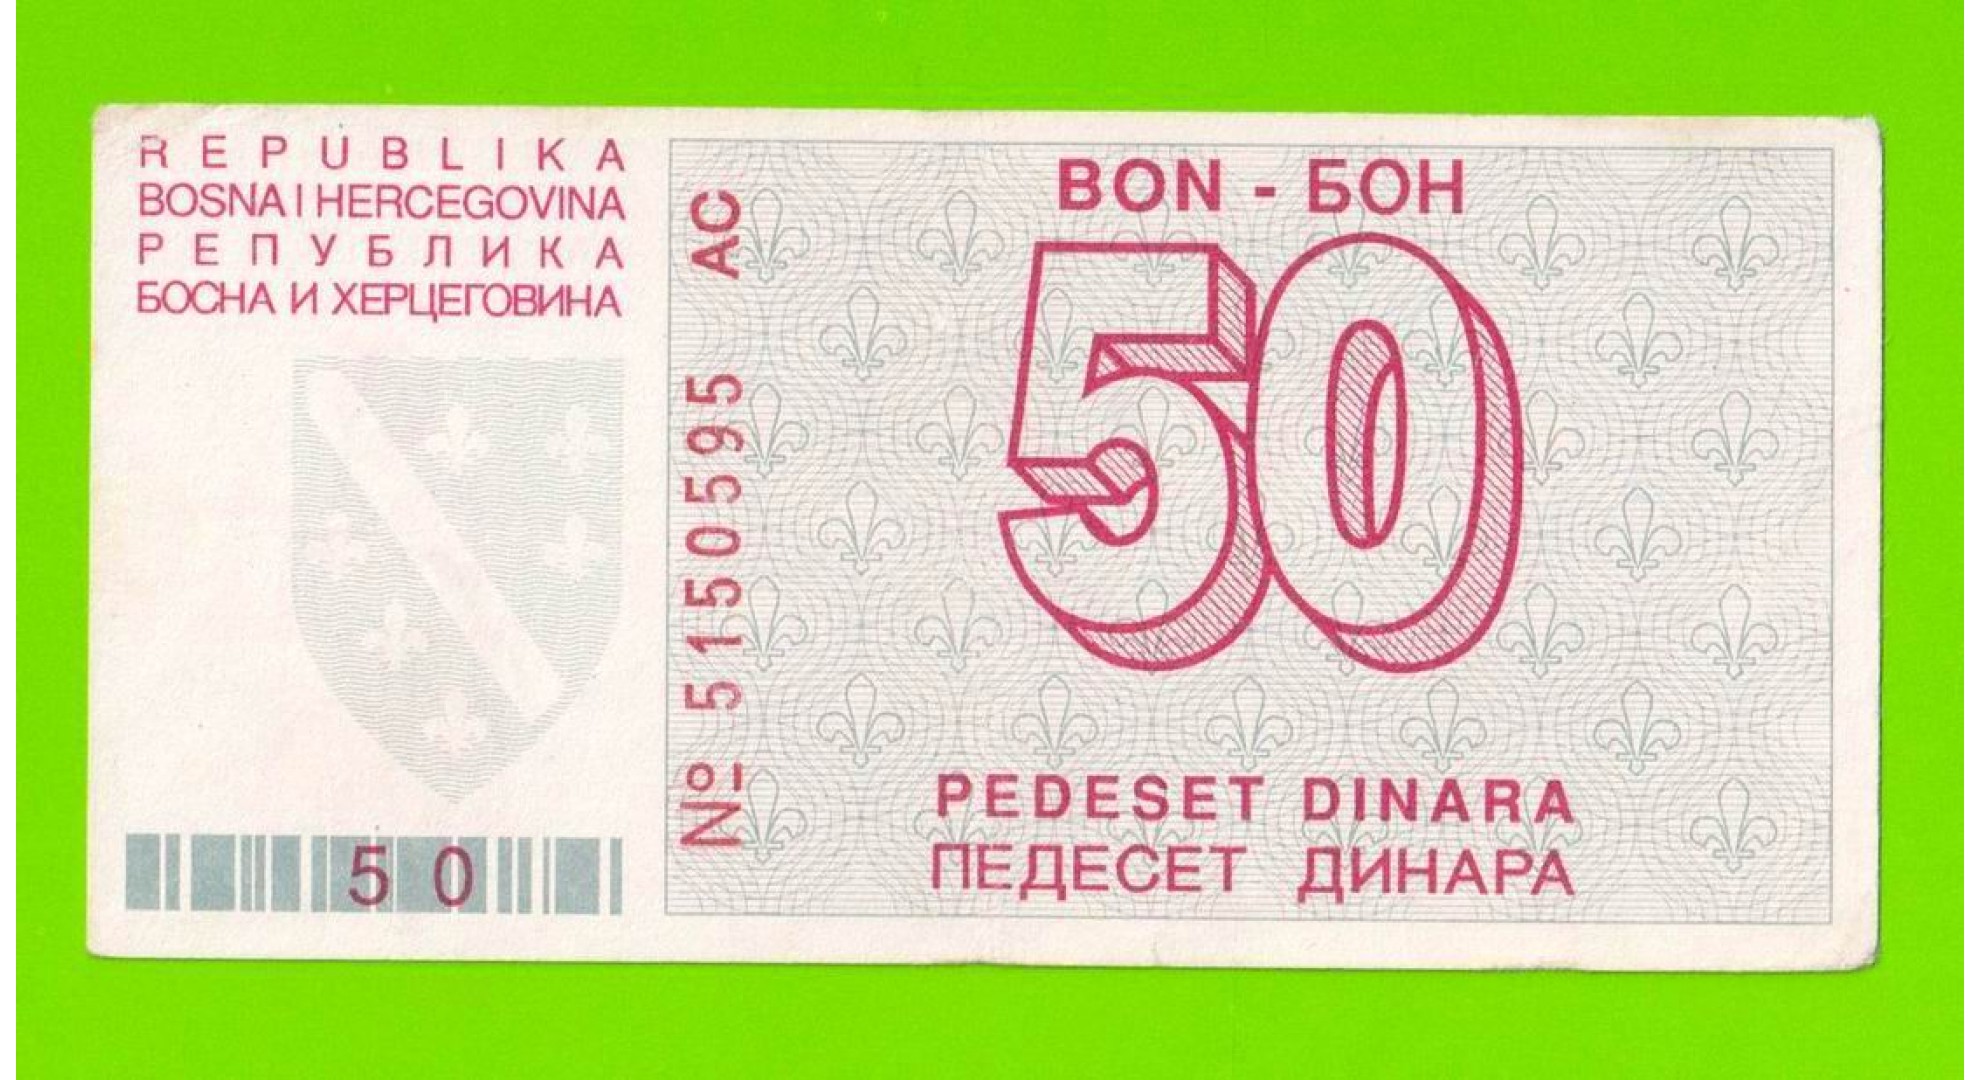 REPUBLIKA
BOSNA I HERCEGOVINA
РЕПУБЛИКА
БОСНА И ХЕРЦЕГОВИНА
50
№ 5150595 AC
BON - БОН
50
PEDESET DINARA
ПЕДЕСЕТ ДИНАРА